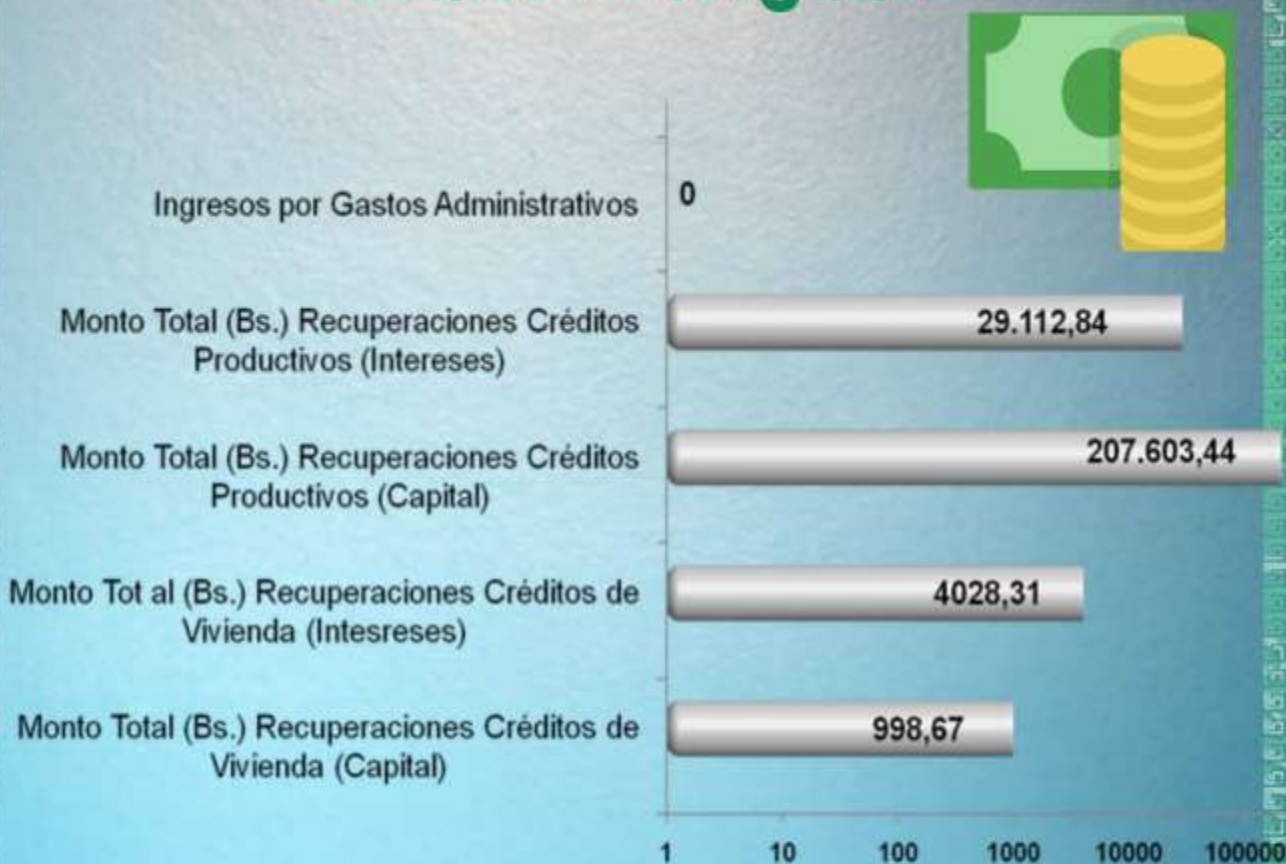 Ingresos por Gastos Administrativos
0
Monto Total (Bs.) Recuperaciones Créditos
Productivos (Intereses)
29.112,84
Monto Total (Bs.) Recuperaciones Créditos
Productivos (Capital)
207.603,44
Monto Tot al (Bs.) Recuperaciones Créditos de
Vivienda (Intesreses)
4028,31
Monto Total (Bs.) Recuperaciones Créditos de
Vivienda (Capital)
998,67
1 10 100 1000 10000 100000